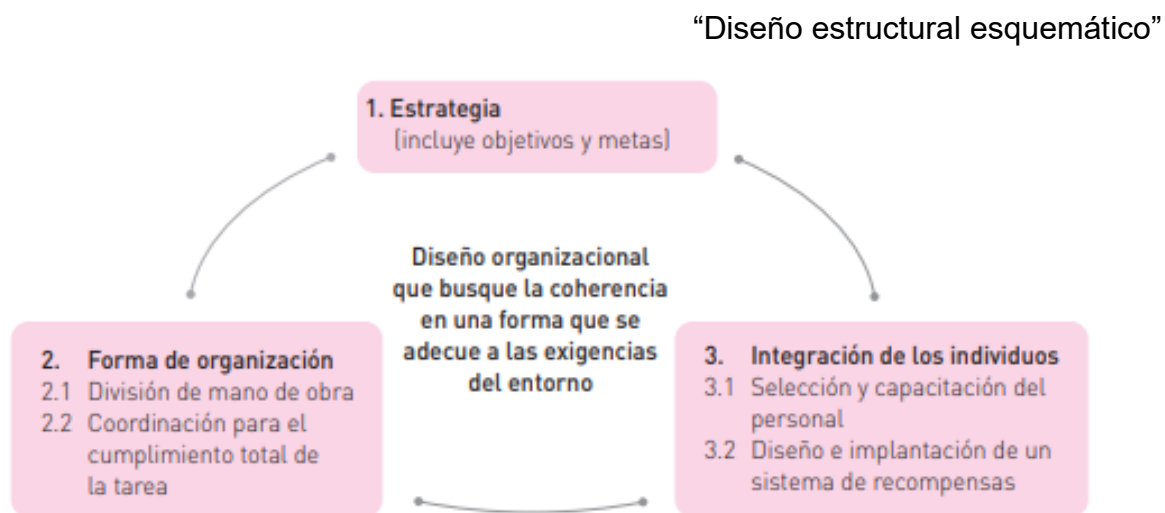 “Diseño estructural esquemático”
1. Estrategia
(incluye objetivos y metas)
Diseño organizacional
que busque la coherencia
en una forma que se
adecue a las exigencias
del entorno
2. Forma de organización
2.1 División de mano de obra
2.2 Coordinación para el
cumplimiento total de
la tarea
3. Integración de los individuos
3.1 Selección y capacitación del
personal
3.2 Diseño e implantación de un
sistema de recompensas